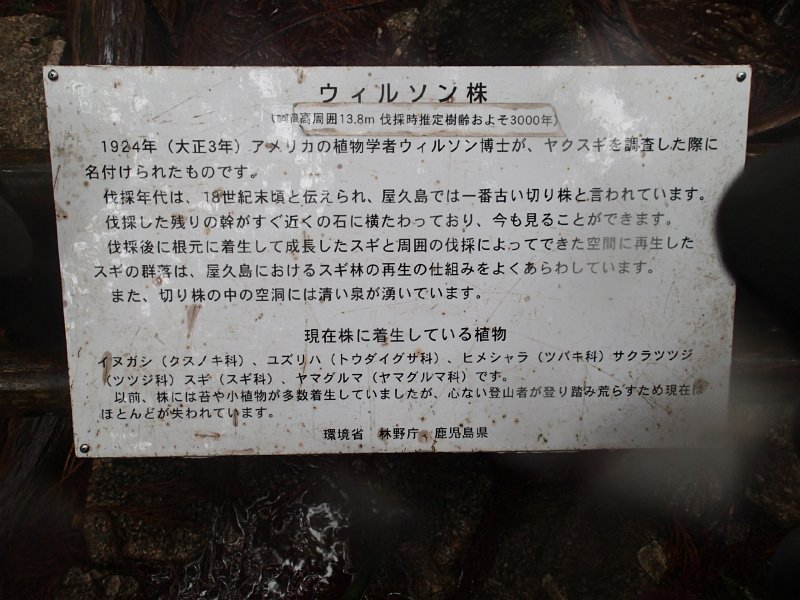 ウィルソン株
(胸高周囲13.8m 伐採時推定樹齢およそ3000年)
1924年（大正3年）アメリカの植物学者ウィルソン博士が、ヤクスギを調査した際に
名付けられたものです。
伐採年代は、18世紀末頃と伝えられ、屋久島では一番古い切り株と言われています。
伐採した残りの幹がすぐ近くの石に横たわっており、今も見ることができます。
伐採後に根元に着生して成長したスギと周囲の伐採によってできた空間に再生した
スギの群落は、屋久島におけるスギ林の再生の仕組みをよくあらわしています。
また、切り株の中の空洞には清い泉が湧いています。
現在株に着生している植物
イヌガシ（クスノキ科）、ユズリハ（トウダイグサ科）、ヒメシャラ（ツバキ科）サクラツツジ
（ツツジ科）スギ（スギ科）、ヤマグルマ（ヤマグルマ科）です。
以前、株には苔や小植物が多数着生していましたが、心ない登山者が登り踏み荒らすため現在は
ほとんどが失われています。
環境省 林野庁 鹿児島県